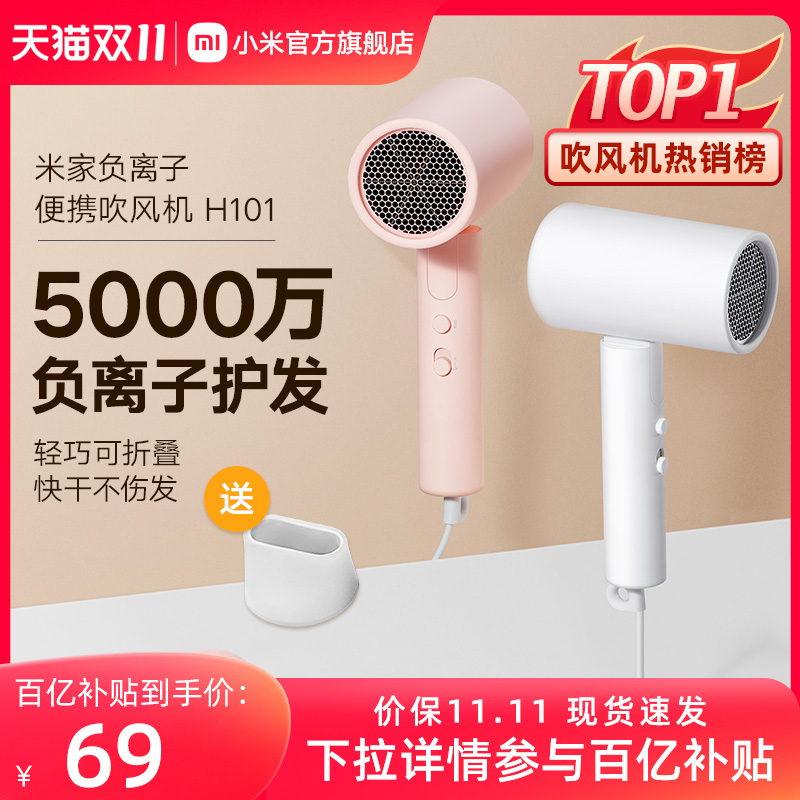 天猫双11
小米官方旗舰店
TOP1
吹风机热销榜
米家负离子
便携吹风机 H101
5000万
负离子护发
轻巧可折叠
快干不伤发
送
百亿补贴到手价：
¥ 69
价保11.11 现货速发
下拉详情参与百亿补贴